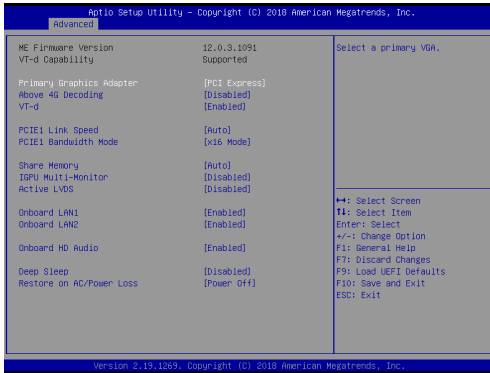 Aptio Setup Utility – Copyright (C) 2018 American Megatrends, Inc.
Advanced
ME Firmware Version 12.0.3.1091
VT-d Capability Supported
Primary Graphics Adapter [PCI Express]
Above 4G Decoding [Disabled]
VT-d [Enabled]
PCIE1 Link Speed [Auto]
PCIE1 Bandwidth Mode [x16 Mode]
Share Memory [Auto]
IGPU Multi-Monitor [Disabled]
Active LVDS [Disabled]
Onboard LAN1 [Enabled]
Onboard LAN2 [Enabled]
Onboard HD Audio [Enabled]
Deep Sleep [Disabled]
Restore on AC/Power Loss [Power Off]
Select a primary VGA.
↔: Select Screen
↑↓: Select Item
Enter: Select
+/-: Change Option
F1: General Help
F7: Discard Changes
F9: Load UEFI Defaults
F10: Save and Exit
ESC: Exit
Version 2.19.1269. Copyright (C) 2018 American Megatrends, Inc.